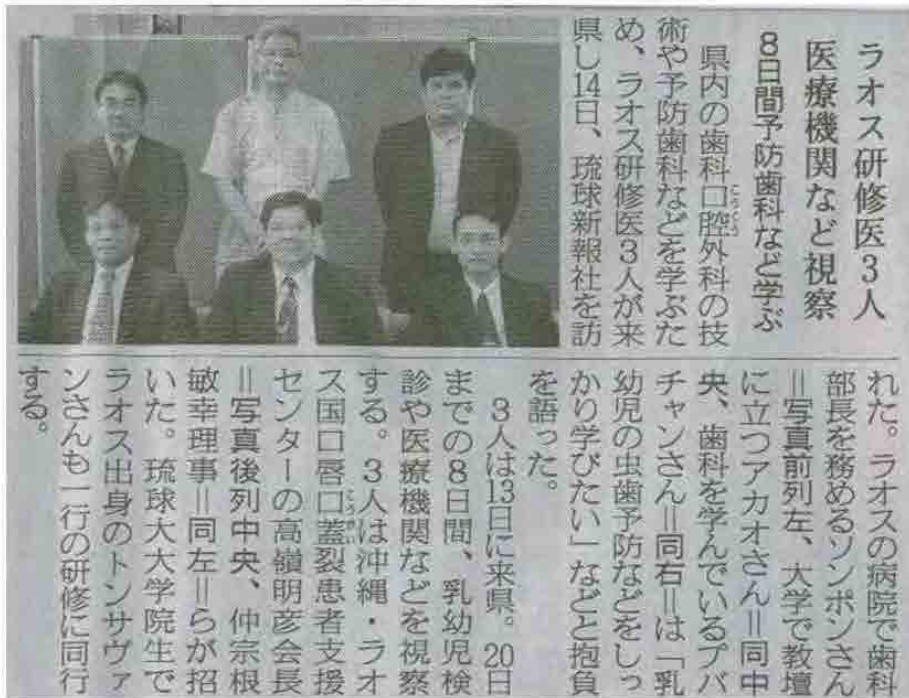 ラオス研修医3人
医療機関など視察
8日間予防歯科など学ぶ
県内の歯科口腔外科の技
こうくう
術や予防歯科などを学ぶた
め、ラオス研修医3人が来
県し14日、琉球新報社を訪
れた。ラオスの病院で歯科
部長を務めるソンポンさん
＝写真前列左、大学で教壇
に立つアカオさん＝同中
央、歯科を学んでいるプバ
チャンさん＝同右＝は「乳
幼児の虫歯予防などをしっ
かり学びたい」などと抱負
を語った。
3人は13日に来県。20日
までの8日間、乳幼児検
診や医療機関などを視察
する。3人は沖縄・ラオ
ス国口唇口蓋裂患者支援
こうがい
センターの高嶺明彦会長
＝写真後列中央、仲宗根
敏幸理事＝同左＝らが招
いた。琉球大大学院生で
ラオス出身のトンサヴァ
ンさんも一行の研修に同行
する。